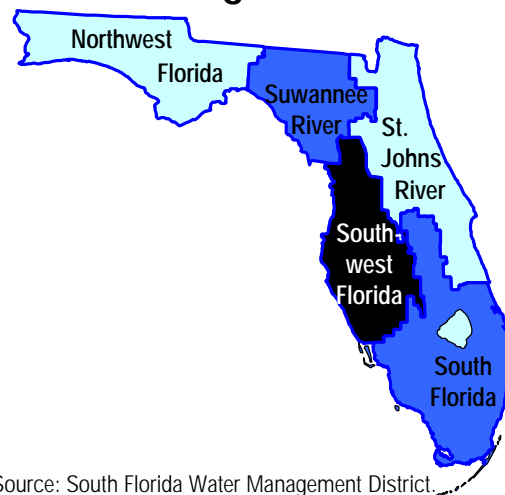 Northwest
Florida
Suwannee
River
St.
Johns
River
South-
west
Florida
South
Florida
Source: South Florida Water Management District.